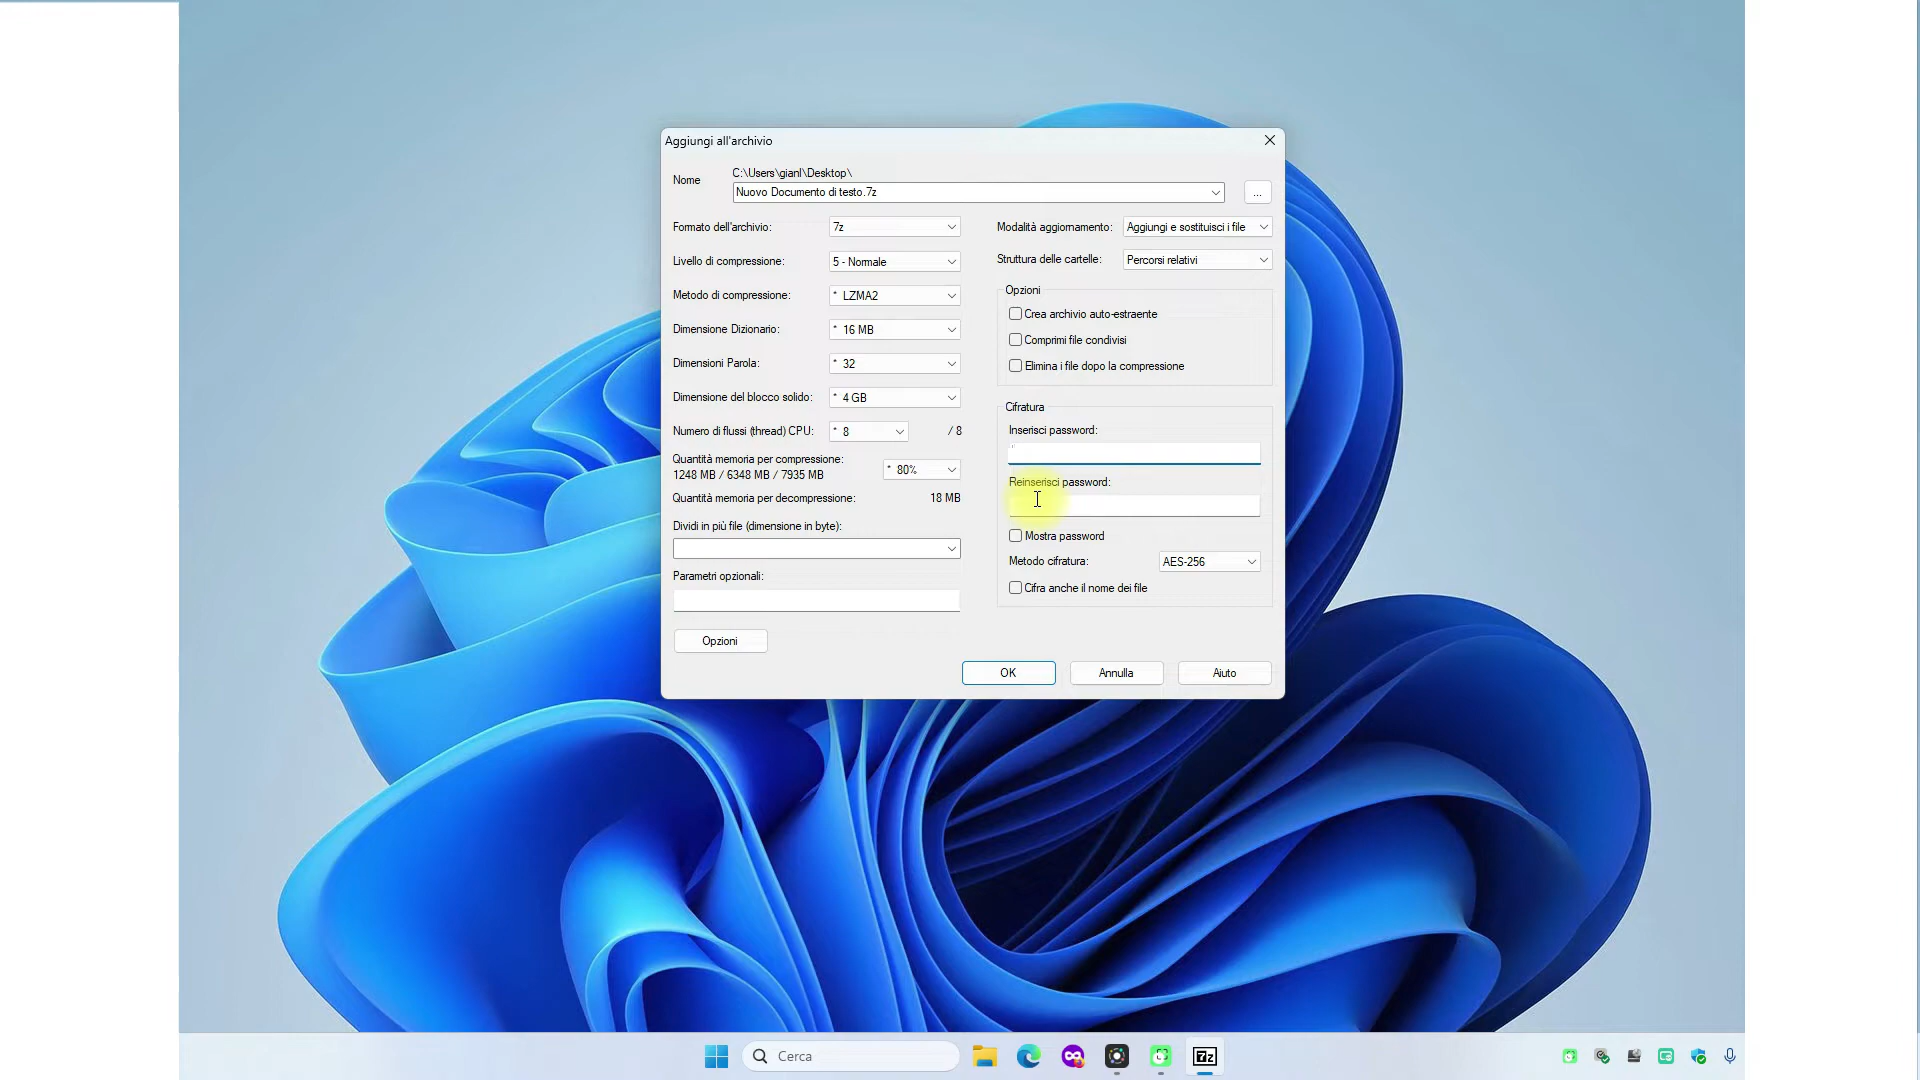 Aggiungi all'archivio
Nome
C:\Users\gianl\Desktop\
Nuovo Documento di testo.7z
...
Formato dell'archivio:
7z
Livello di compressione:
5 - Normale
Metodo di compressione:
* LZMA2
Dimensione Dizionario:
* 16 MB
Dimensioni Parola:
* 32
Dimensione del blocco solido:
* 4 GB
Numero di flussi (thread) CPU:
* 8
/ 8
Quantità memoria per compressione:
1248 MB / 6348 MB / 7935 MB
* 80%
Quantità memoria per decompressione:
18 MB
Dividi in più file (dimensione in byte):
Parametri opzionali:
Opzioni
Modalità aggiornamento:
Aggiungi e sostituisci i file
Struttura delle cartelle:
Percorsi relativi
Opzioni
Crea archivio auto-estraente
Comprimi file condivisi
Elimina i file dopo la compressione
Cifratura
Inserisci password:
Reinserisci password:
Mostra password
Metodo cifratura:
AES-256
Cifra anche il nome dei file
OK
Annulla
Aiuto
Cerca
7z